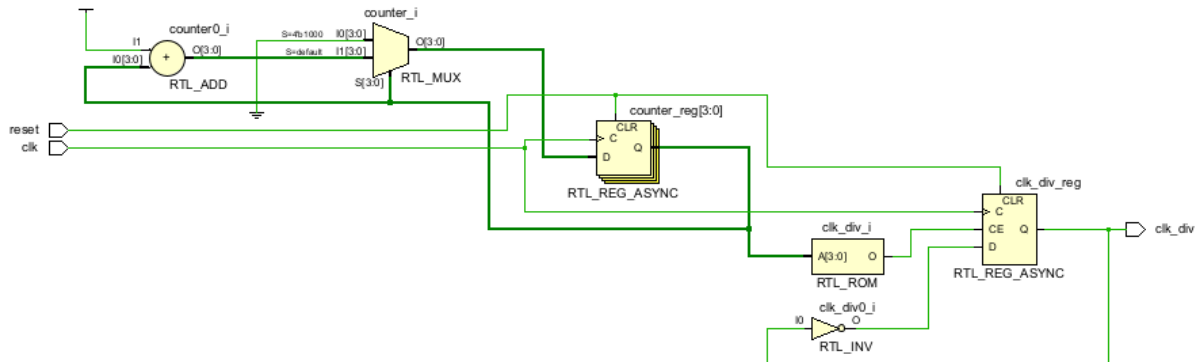 counter_i
counter0_i
S=4'b1000
I0[3:0]
O[3:0]
I1
O[3:0]
S=default
I1[3:0]
I0[3:0]
+
S[3:0]
RTL_MUX
RTL_ADD
counter_reg[3:0]
reset
CLR
clk
C
Q
D
RTL_REG_ASYNC
clk_div_reg
CLR
C
clk_div_i
CE
Q
clk_div
D
A[3:0]
O
RTL_REG_ASYNC
RTL_ROM
clk_div0_i
I0
O
RTL_INV